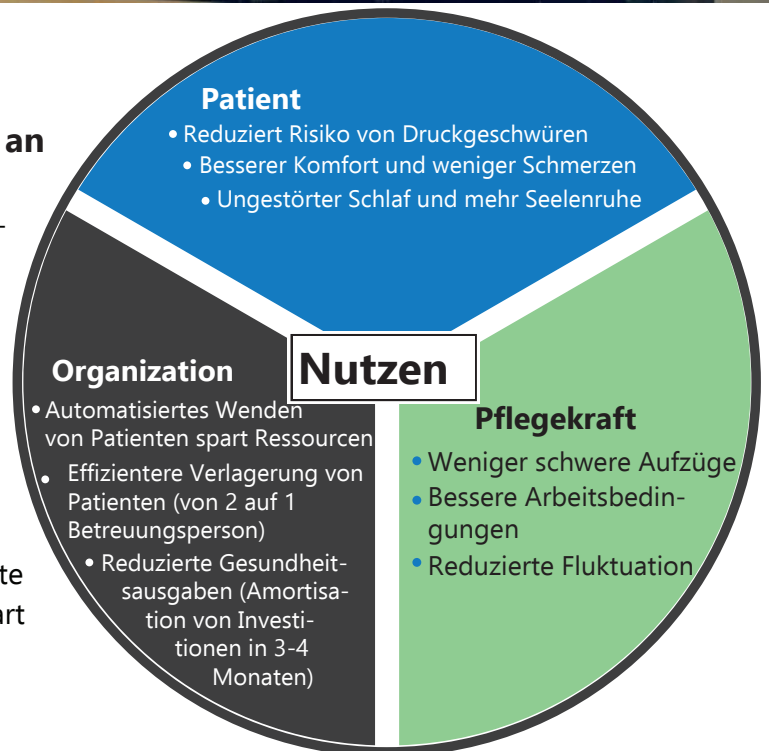 an
-
te
art
Patient
• Reduziert Risiko von Druckgeschwüren
• Besserer Komfort und weniger Schmerzen
• Ungestörter Schlaf und mehr Seelenruhe
Nutzen
Organization
• Automatisiertes Wenden
von Patienten spart Ressourcen
• Effizientere Verlagerung von
Patienten (von 2 auf 1
Betreuungsperson)
• Reduzierte Gesundheit-
sausgaben (Amortisa-
tion von Investi-
tionen in 3-4
Monaten)
Pflegekraft
• Weniger schwere Aufzüge
• Bessere Arbeitsbedin-
gungen
• Reduzierte Fluktuation